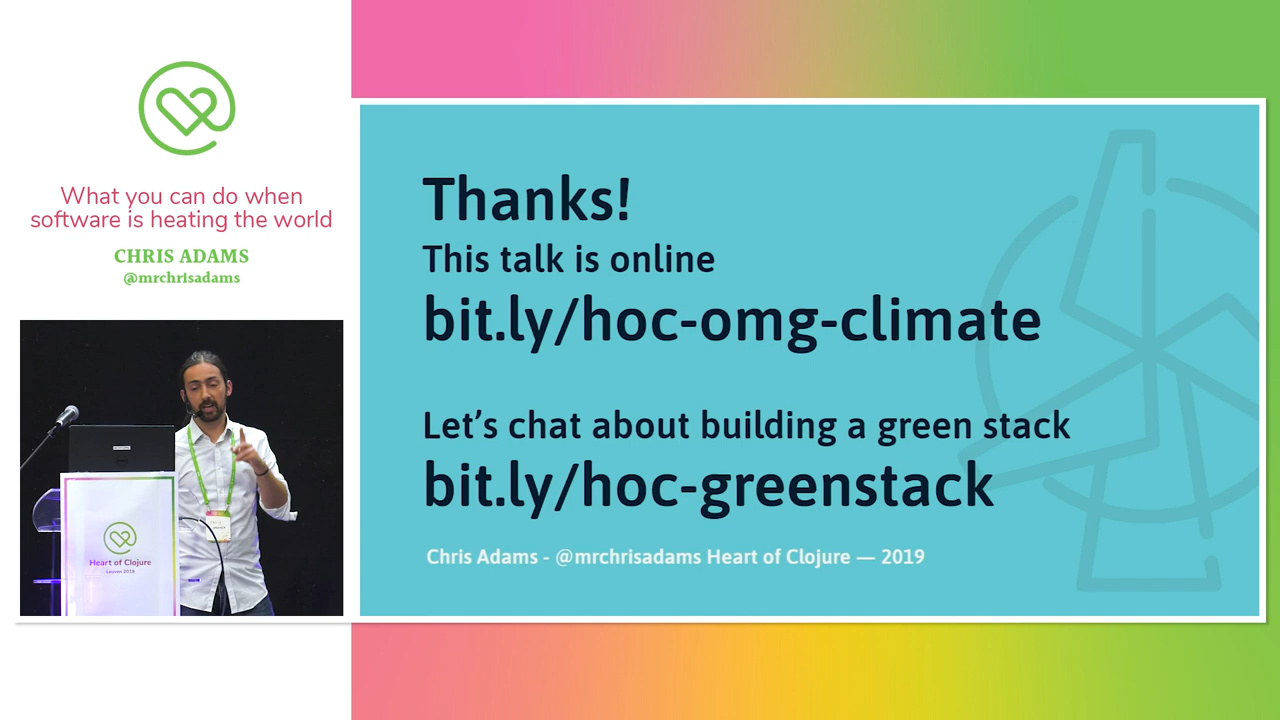 What you can do when
software is heating the world
CHRIS ADAMS
@mrchrisadams
Heart of Clojure
Leuven 2019
Thanks!
This talk is online
bit.ly/hoc-omg-climate
Let's chat about building a green stack
bit.ly/hoc-greenstack
Chris Adams - @mrchrisadams Heart of Clojure — 2019